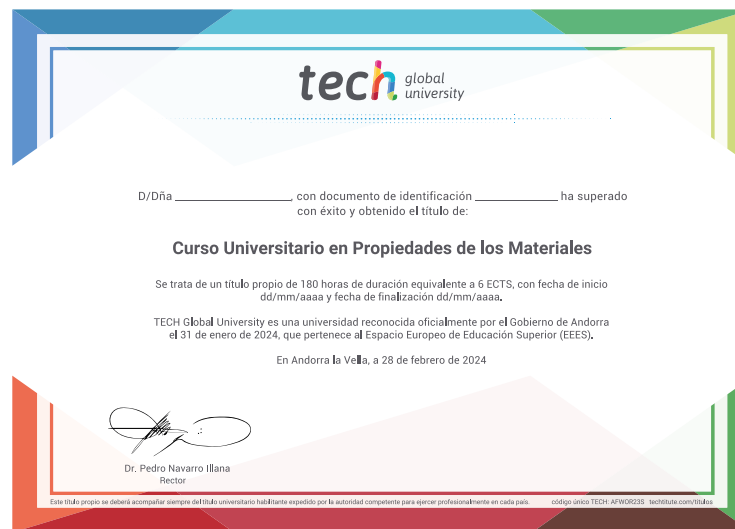 tech global university
D/Dña ______________, con documento de identificación ______________ ha superado
con éxito y obtenido el título de:
Curso Universitario en Propiedades de los Materiales
Se trata de un título propio de 180 horas de duración equivalente a 6 ECTS, con fecha de inicio
dd/mm/aaaa y fecha de finalización dd/mm/aaaa.
TECH Global University es una universidad reconocida oficialmente por el Gobierno de Andorra
el 31 de enero de 2024, que pertenece al Espacio Europeo de Educación Superior (EEES).
En Andorra la Vella, a 28 de febrero de 2024
Dr. Pedro Navarro Illana
Rector
Este título propio se deberá acompañar siempre del título universitario habilitante expedido por la autoridad competente para ejercer profesionalmente en cada país. código único TECH: AFWOR23S techtitute.com/titulos